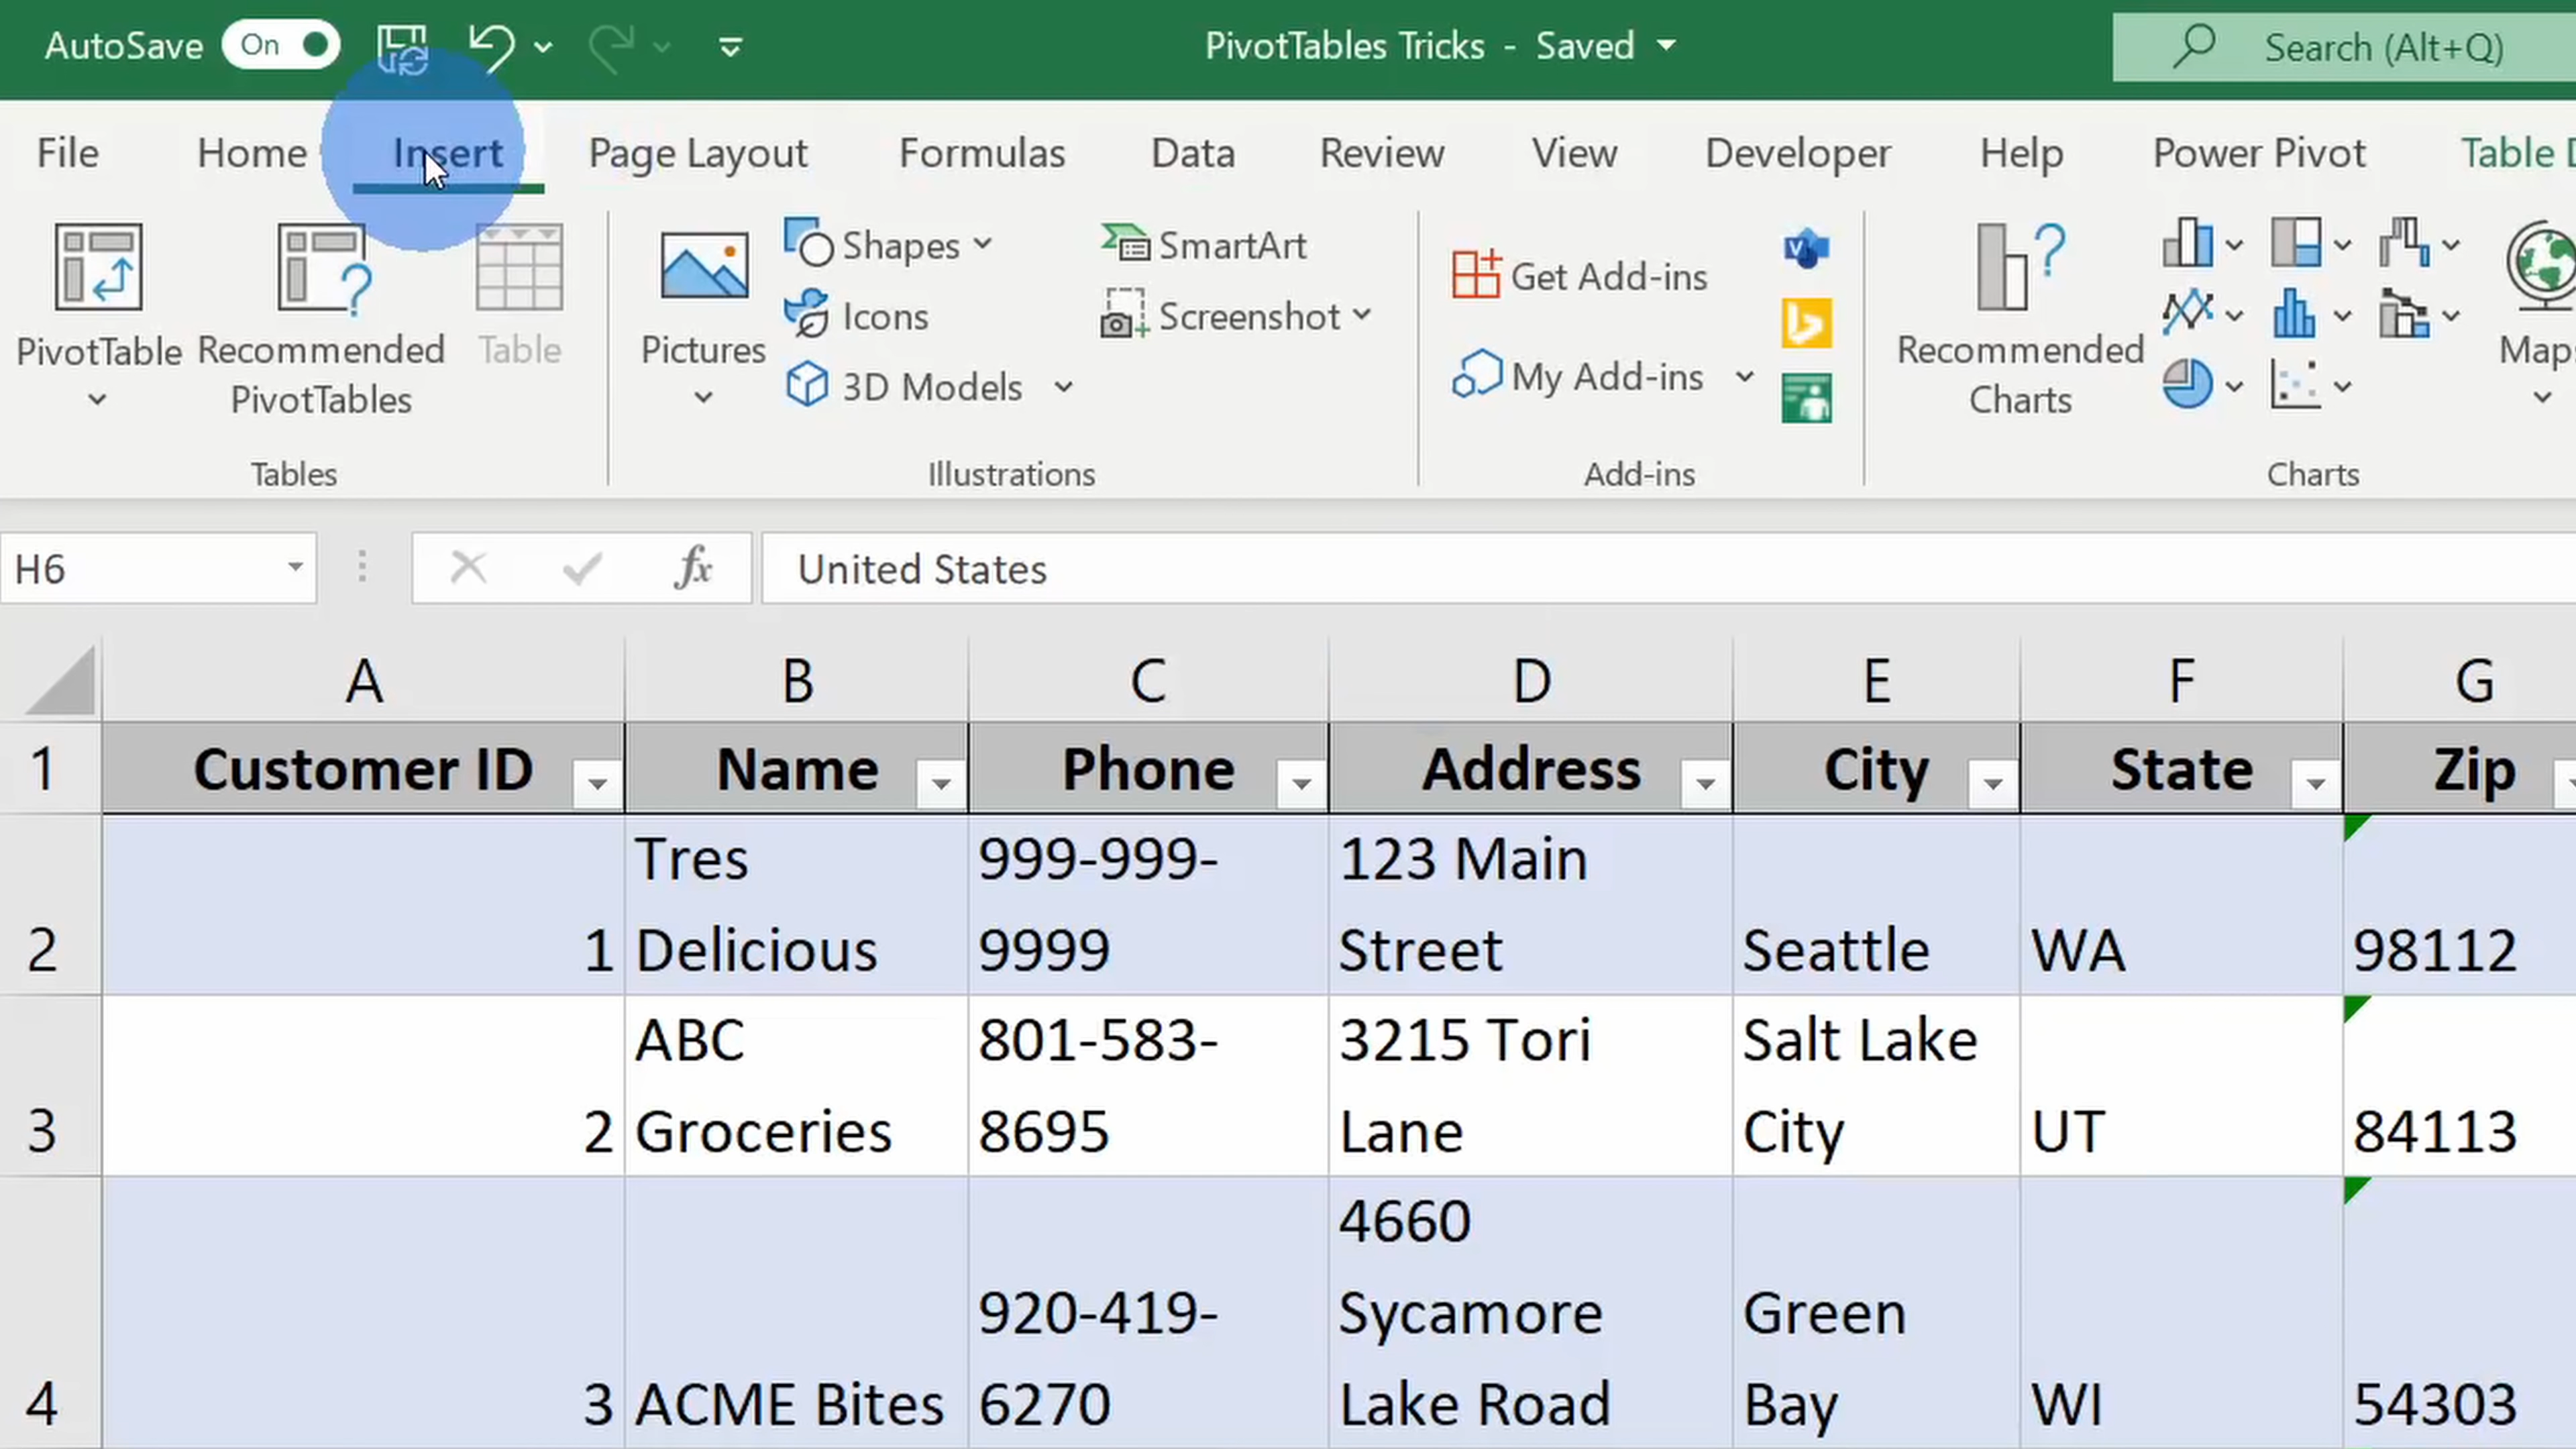 AutoSave On PivotTables Tricks - Saved Search (Alt+Q)
File Home Insert Page Layout Formulas Data Review View Developer Help Power Pivot Table
PivotTable
Recommended
PivotTables
Table
Tables
Pictures
Shapes
Icons
3D Models
SmartArt
Screenshot
Illustrations
Get Add-ins
My Add-ins
Add-ins
Recommended
Charts
Maps
Charts
H6 fx United States
A B C D E F G
1 Customer ID Name Phone Address City State Zip
Tres 999-999- 123 Main
2 1 Delicious 9999 Street Seattle WA 98112
ABC 801-583- 3215 Tori Salt Lake
3 2 Groceries 8695 Lane City UT 84113
4660
920-419- Sycamore Green
4 3 ACME Bites 6270 Lake Road Bay WI 54303